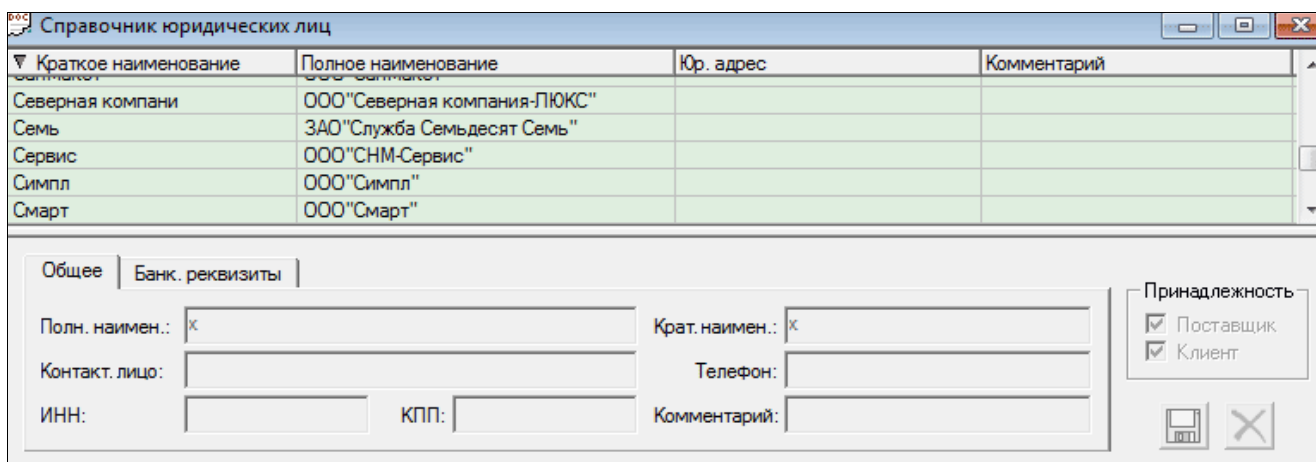 DOC Справочник юридических лиц
Краткое наименование Полное наименование Юр. адрес Комментарий
Северная компани ООО"Северная компания-ЛЮКС"
Семь ЗАО"Служба Семьдесят Семь"
Сервис ООО"СНМ-Сервис"
Симпл ООО"Симпл"
Смарт ООО"Смарт"
Общее Банк. реквизиты
Принадлежность
Полн. наимен.: x Крат. наимен.: x Поставщик
Клиент
Контакт. лицо: Телефон:
ИНН: КПП: Комментарий: